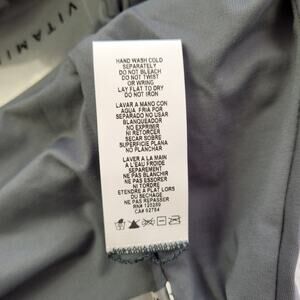 VITAMIN
HAND WASH COLD
SEPARATELY
DO NOT BLEACH
DO NOT TWIST
OR WRING
LAY FLAT TO DRY
DO NOT IRON
LAVAR A MANO CON
AGUA FRIA POR
SEPARADO NO USAR
BLANQUEADOR
NO EXPRIMIR
NI RETORCER
SECAR SOBRE
SUPERFICIE PLANA
NO PLANCHAR
LAVER A LA MAIN
A L'EAU FROIDE
SEPAREMENT
NE PAS BLANCHIR
NE PAS ESSORER
NI TORDRE
ETENDRE A PLAT LORS
DU SECHAGE
NE PAS REPASSER
RN# 120289
CA# 52784